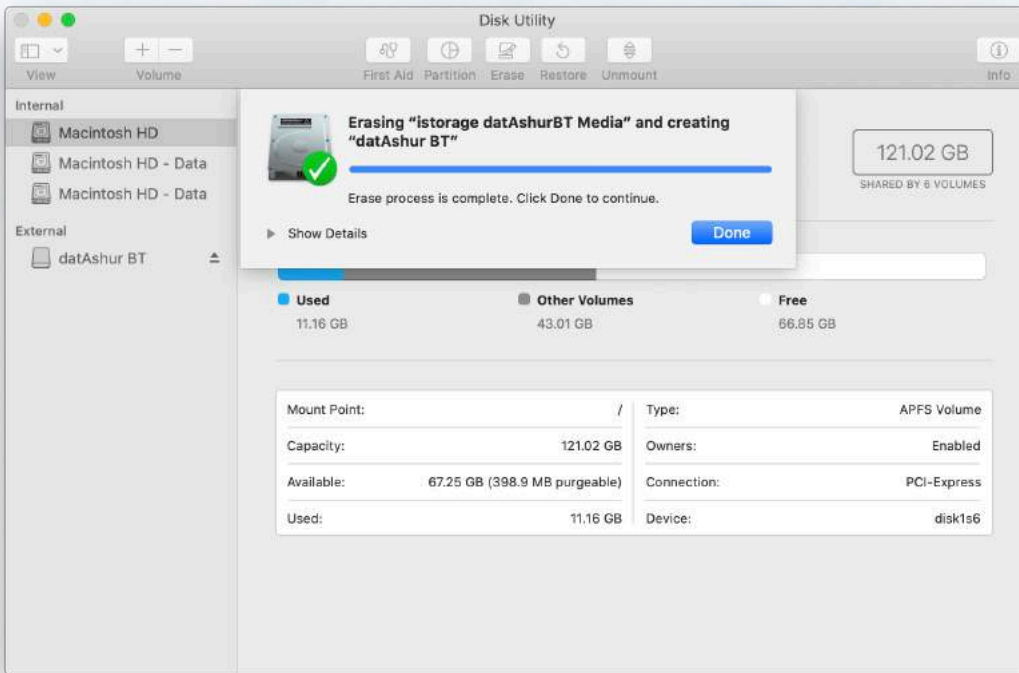 Disk Utility
View
Volume
First Aid
Partition
Erase
Restore
Unmount
Info
Internal
Macintosh HD
Macintosh HD - Data
Macintosh HD - Data
External
datAshur BT
Erasing “istorage datAshurBT Media” and creating
“datAshur BT”
Erase process is complete. Click Done to continue.
Show Details
Done
121.02 GB
SHARED BY 6 VOLUMES
Used
11.16 GB
Other Volumes
43.01 GB
Free
66.85 GB
Mount Point: /
Capacity: 121.02 GB
Available: 67.25 GB (398.9 MB purgeable)
Used: 11.16 GB
Type: APFS Volume
Owners: Enabled
Connection: PCI-Express
Device: disk1s6